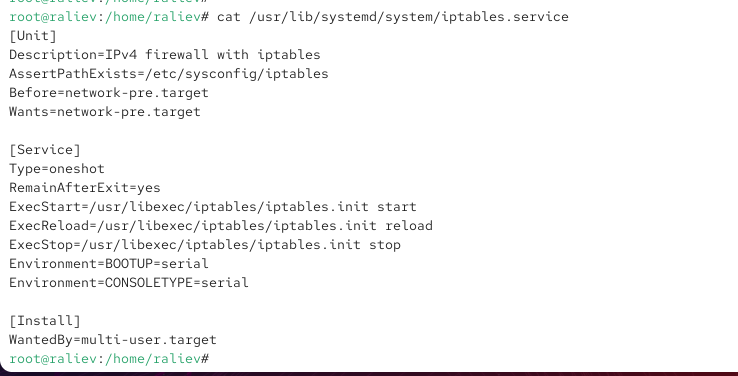 root@raliev:/home/raliev# cat /usr/lib/systemd/system/iptables.service
[Unit]
Description=IPv4 firewall with iptables
AssertPathExists=/etc/sysconfig/iptables
Before=network-pre.target
Wants=network-pre.target

[Service]
Type=oneshot
RemainAfterExit=yes
ExecStart=/usr/libexec/iptables/iptables.init start
ExecReload=/usr/libexec/iptables/iptables.init reload
ExecStop=/usr/libexec/iptables/iptables.init stop
Environment=BOOTUP=serial
Environment=CONSOLETYPE=serial

[Install]
WantedBy=multi-user.target
root@raliev:/home/raliev#